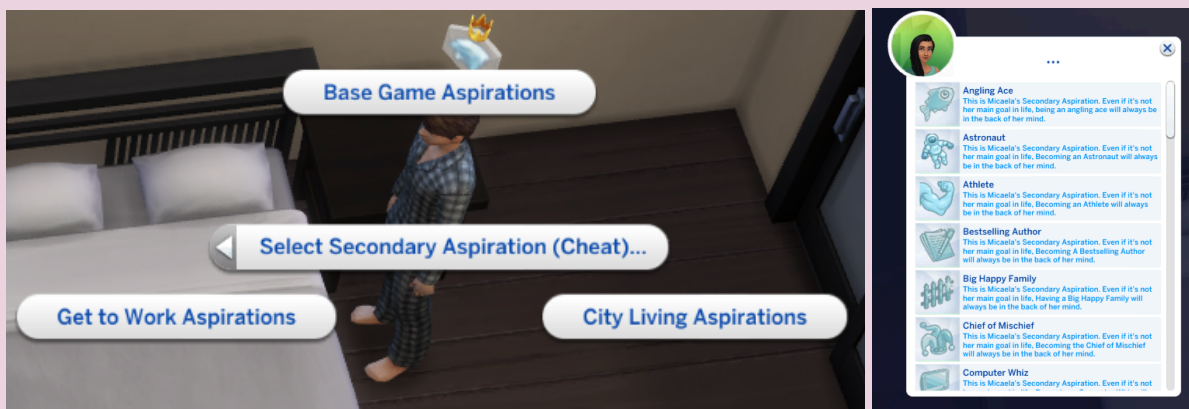 Base Game Aspirations
Select Secondary Aspiration (Cheat)...
Get to Work Aspirations
City Living Aspirations
...
Angling Ace
This is Micaela's Secondary Aspiration. Even if it's not
her main goal in life, being an angling ace will always be
in the back of her mind.
Astronaut
This is Micaela's Secondary Aspiration. Even if it's not
her main goal in life, Becoming an Astronaut will always
be in the back of her mind.
Athlete
This is Micaela's Secondary Aspiration. Even if it's not
her main goal in life, Becoming an Athlete will always
be in the back of her mind.
Bestselling Author
This is Micaela's Secondary Aspiration. Even if it's not
her main goal in life, Becoming A Bestselling Author
will always be in the back of her mind.
Big Happy Family
This is Micaela's Secondary Aspiration. Even if it's not
her main goal in life, Having a Big Happy Family will
always be in the back of her mind.
Chief of Mischief
This is Micaela's Secondary Aspiration. Even if it's not
her main goal in life, Becoming the Chief of Mischief
will always be in the back of her mind.
Computer Whiz
This is Micaela's Secondary Aspiration. Even if it's not